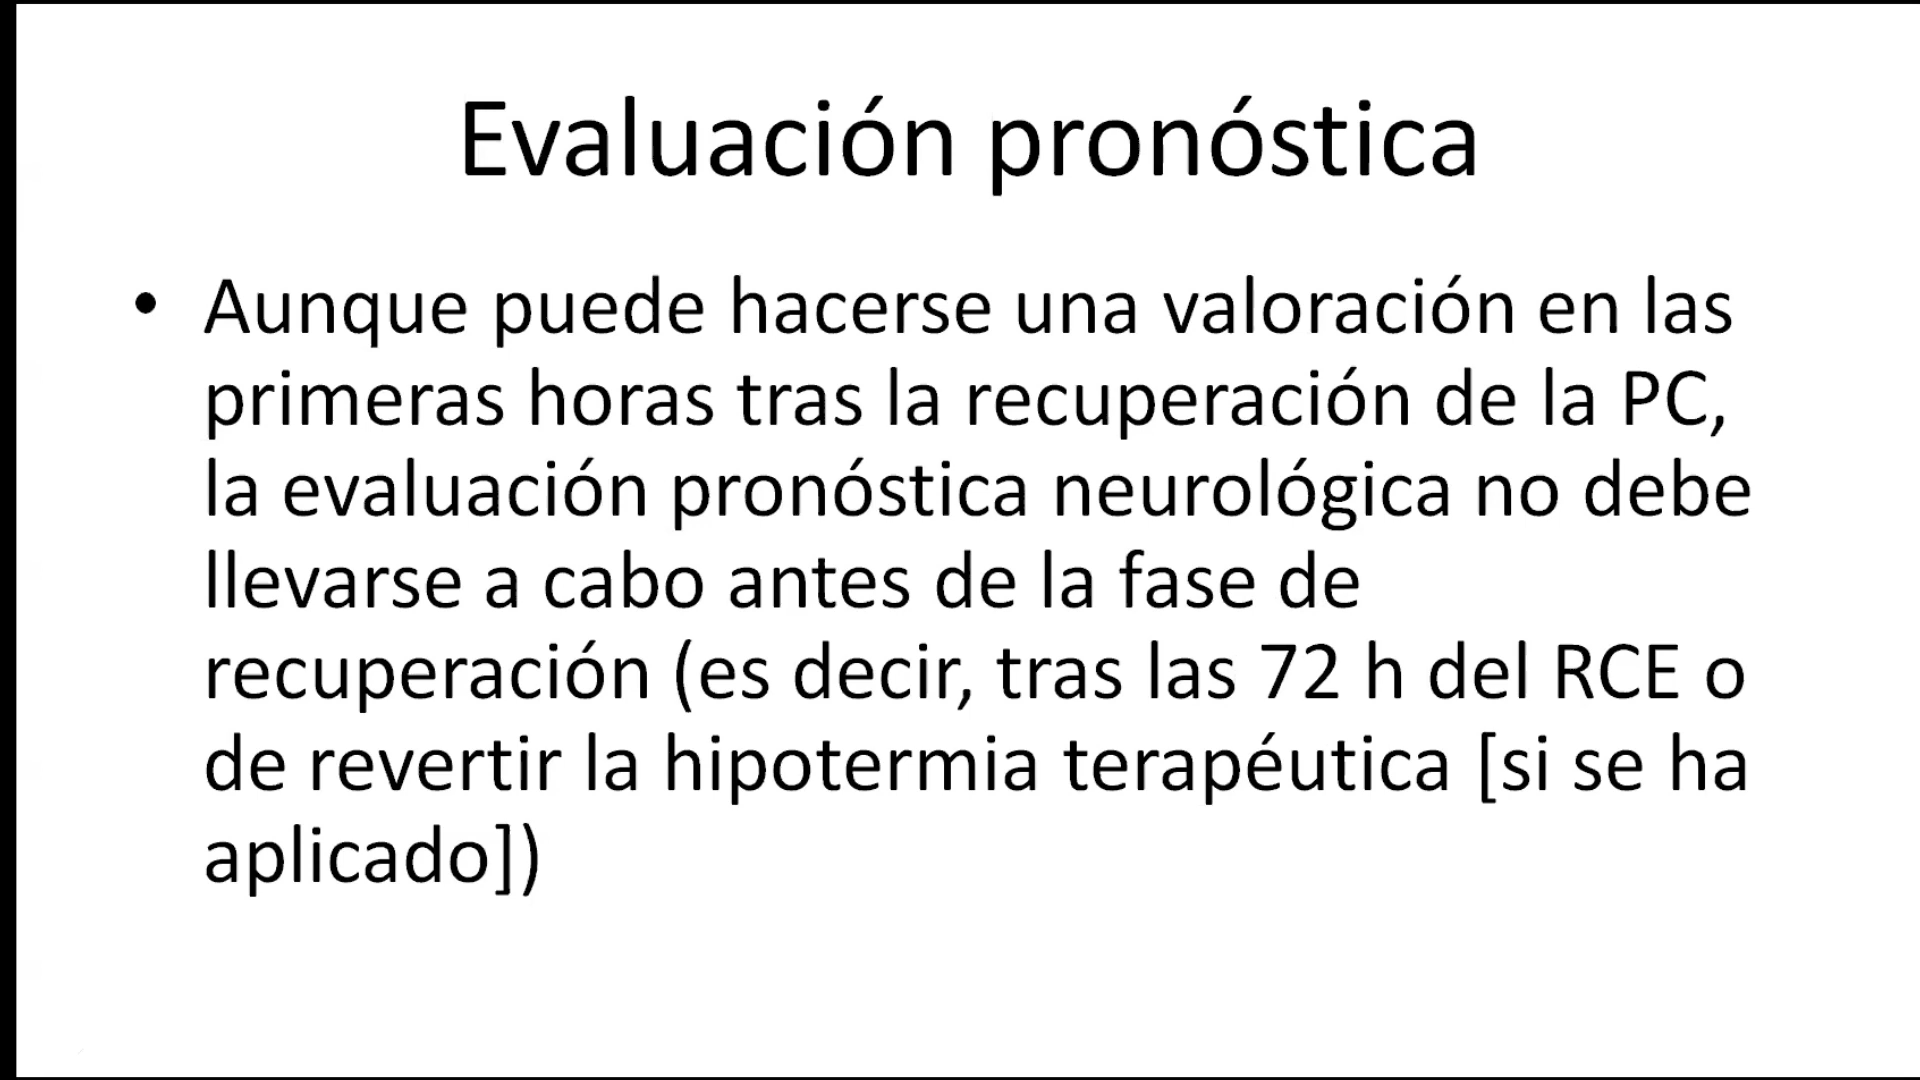 Evaluación pronóstica
• Aunque puede hacerse una valoración en las
primeras horas tras la recuperación de la PC,
la evaluación pronóstica neurológica no debe
llevarse a cabo antes de la fase de
recuperación (es decir, tras las 72 h del RCE o
de revertir la hipotermia terapéutica [si se ha
aplicado])